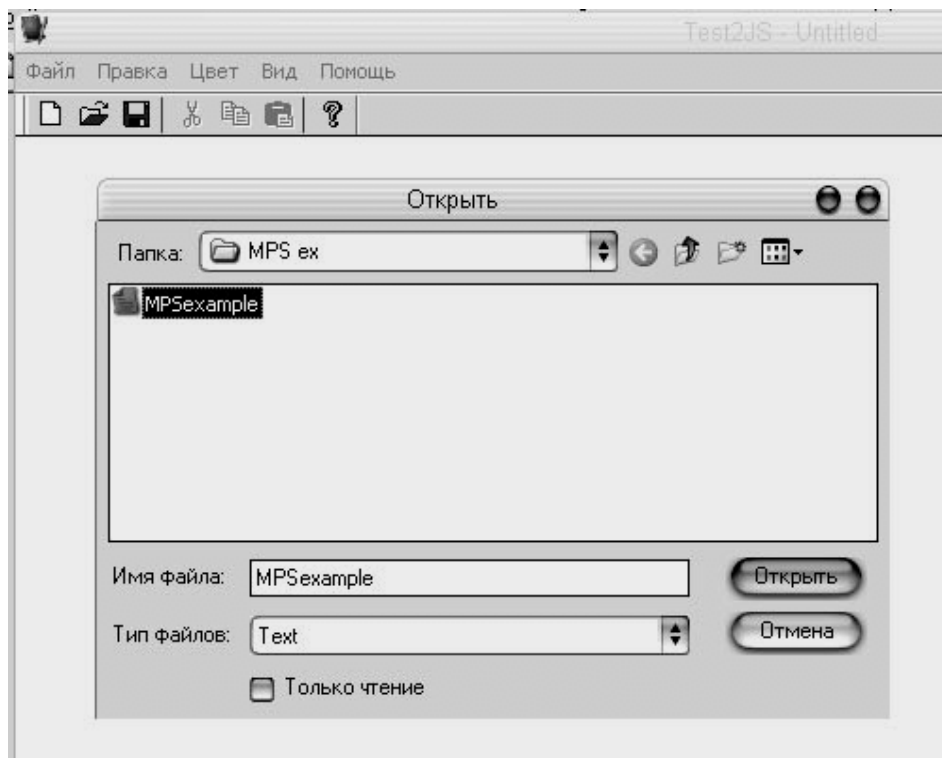 Test2JS - Untitled
Файл Правка Цвет Вид Помощь
Открыть
Папка: MPS ex
MPSexample
Имя файла: MPSexample Открыть
Тип файлов: Text Отмена
Только чтение